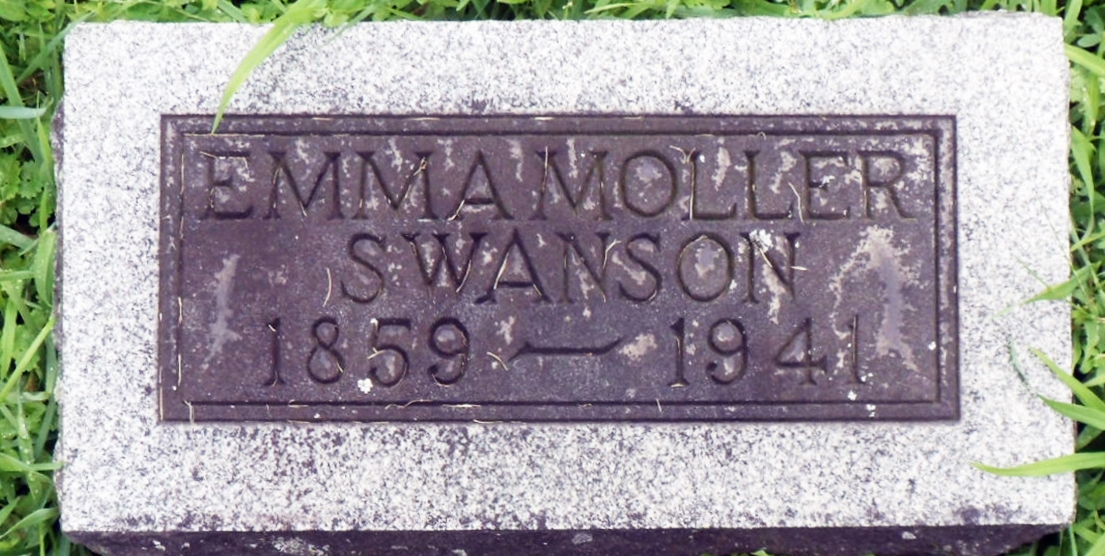 EMMA MOLLER
SWANSON
1859 — 1941